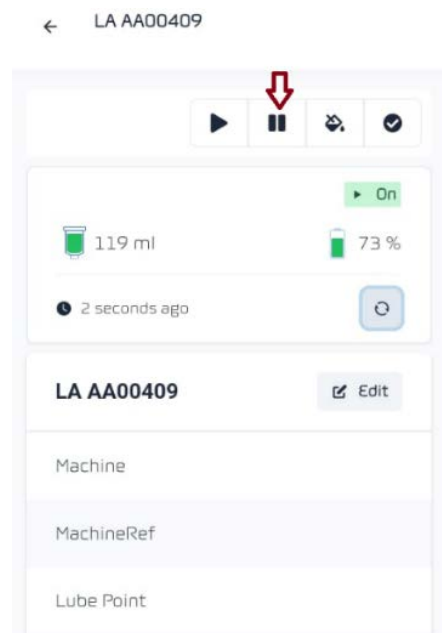 LA AA00409
On
119 ml 73 %
2 seconds ago
LA AA00409 Edit
Machine
MachineRef
Lube Point